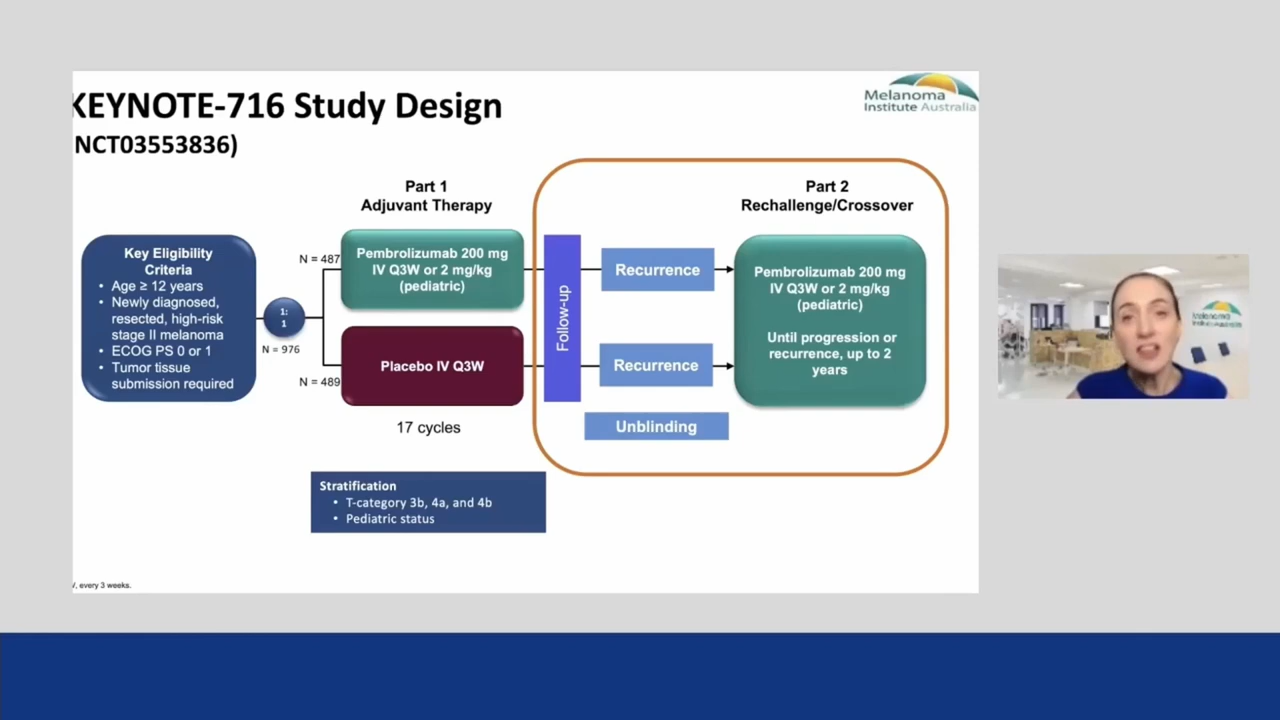 KEYNOTE-716 Study Design
NCT03553836)
Melanoma
Institute Australia
Part 1
Adjuvant Therapy
Part 2
Rechallenge/Crossover
Key Eligibility
Criteria
• Age ≥ 12 years
• Newly diagnosed,
resected, high-risk
stage II melanoma
• ECOG PS 0 or 1
• Tumor tissue
submission required
1:
1
N = 976
N = 487
N = 489
Pembrolizumab 200 mg
IV Q3W or 2 mg/kg
(pediatric)
Placebo IV Q3W
17 cycles
Follow-up
Recurrence
Recurrence
Unblinding
Pembrolizumab 200 mg
IV Q3W or 2 mg/kg
(pediatric)
Until progression or
recurrence, up to 2
years
Stratification
• T-category 3b, 4a, and 4b
• Pediatric status
, every 3 weeks.
Melanoma
Institute Australia